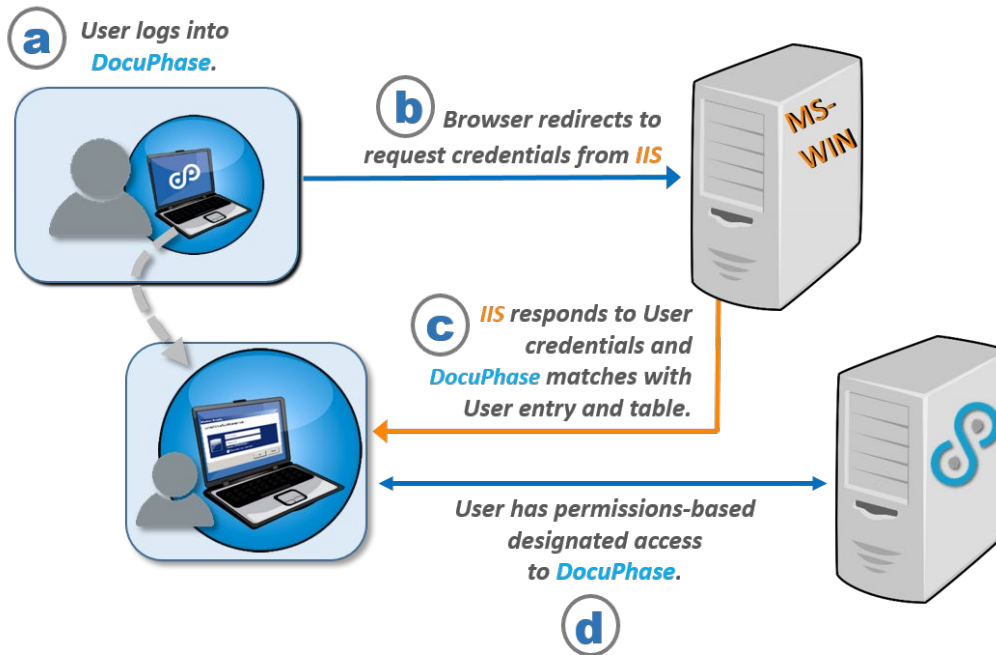 a
User logs into
DocuPhase.
b
Browser redirects to
request credentials from IIS
MS-
WIN
c
IIS responds to User
credentials and
DocuPhase matches with
User entry and table.
User has permissions-based
designated access
to DocuPhase.
d